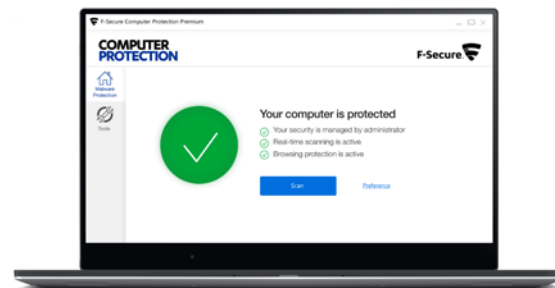 F-Secure Computer Protection Premium
COMPUTER
PROTECTION
F-Secure
Malware
Protection
Tools
Your computer is protected
Your security is managed by administrator
Real-time scanning is active
Browsing protection is active
Scan
Preference